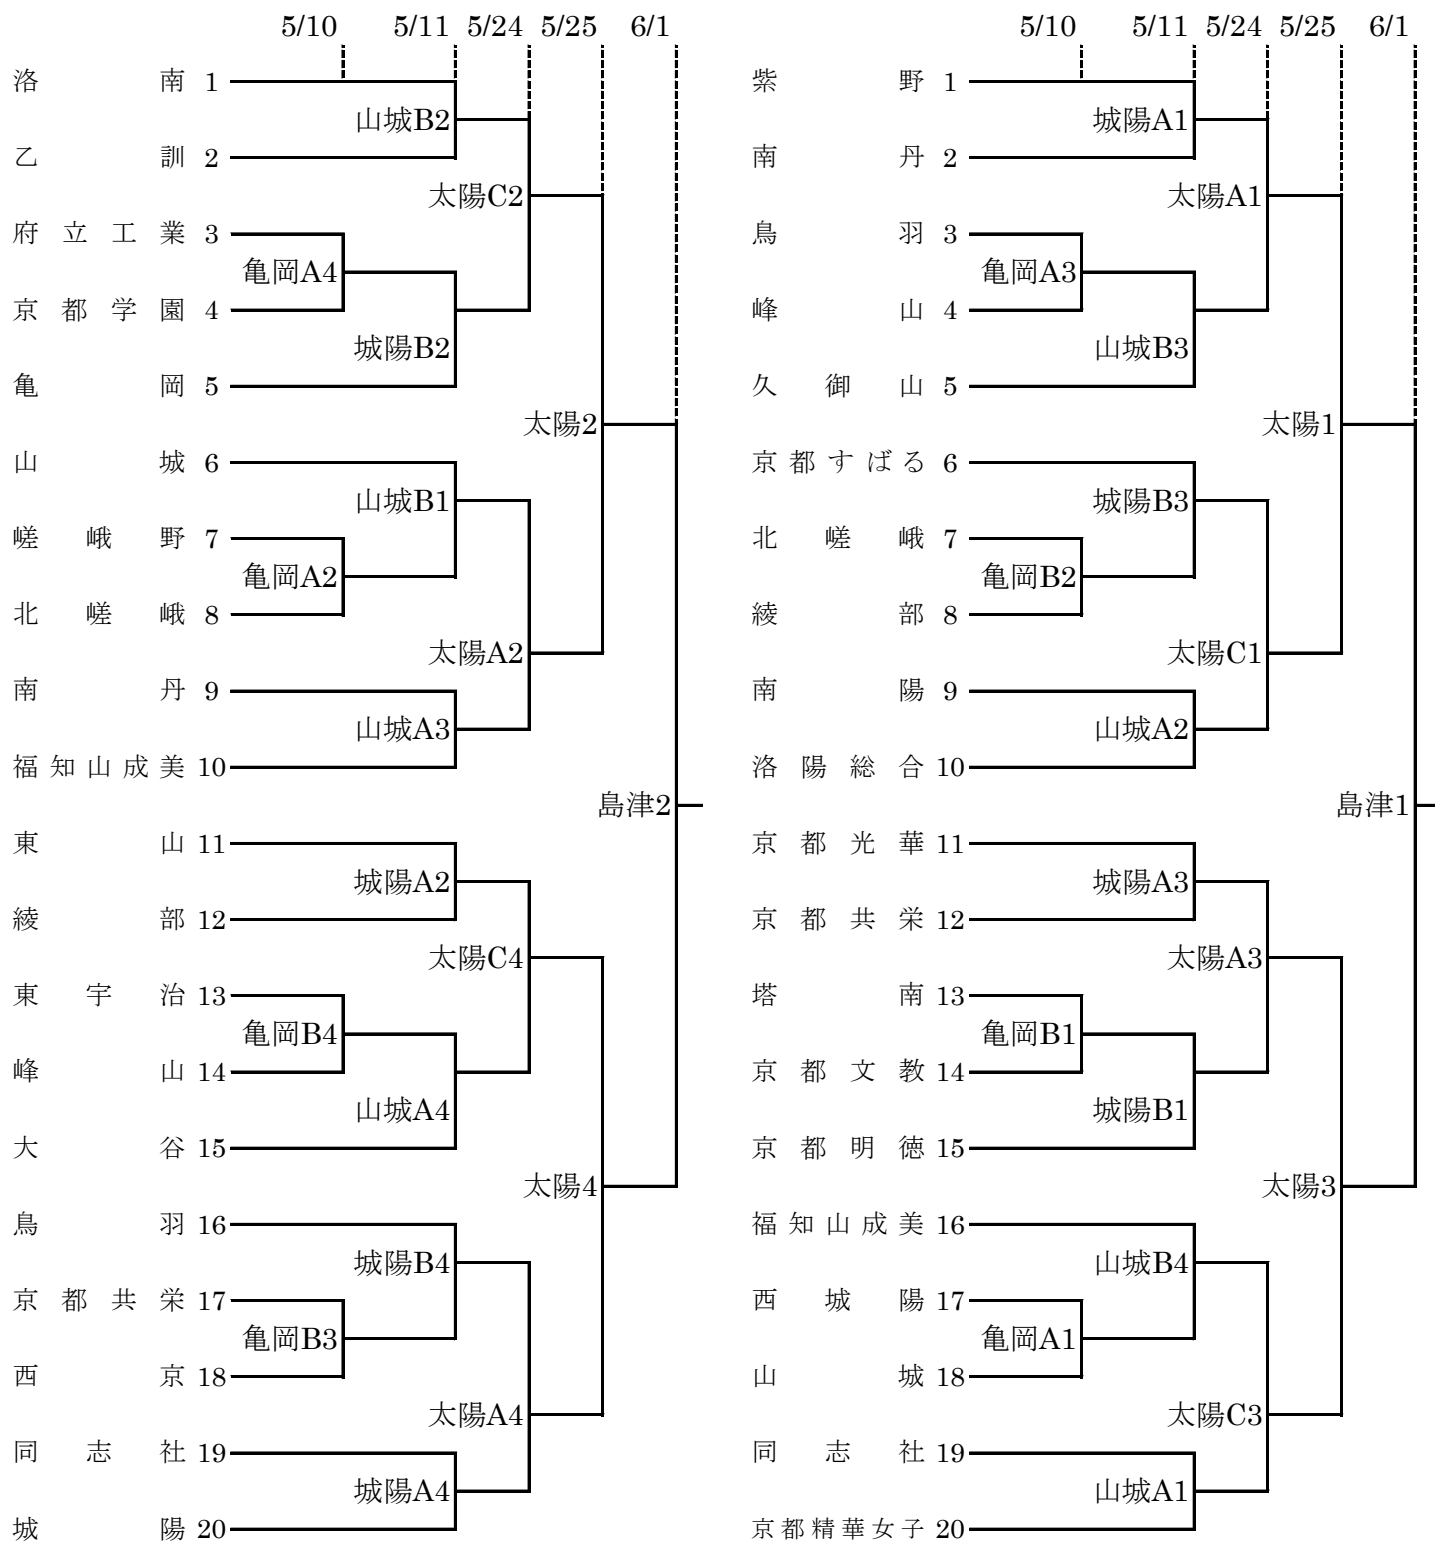 5/10 5/11 5/24 5/25 6/1
洛南 1
山城B2
乙訓 2
太陽C2
府立工業 3
亀岡A4
京都学園 4
城陽B2
亀岡 5
太陽2
山城 6
山城B1
嵯峨野 7
亀岡A2
北嵯峨 8
太陽A2
南丹 9
山城A3
福知山成美 10
島津2
東山 11
城陽A2
綾部 12
太陽C4
東宇治 13
亀岡B4
峰山 14
山城A4
大谷 15
太陽4
鳥羽 16
城陽B4
京都共栄 17
亀岡B3
西京 18
太陽A4
同志社 19
城陽A4
城陽 20
5/10 5/11 5/24 5/25 6/1
紫野 1
城陽A1
南丹 2
太陽A1
鳥羽 3
亀岡A3
峰山 4
山城B3
久御山 5
太陽1
京都すばる 6
城陽B3
北嵯峨 7
亀岡B2
綾部 8
太陽C1
南陽 9
山城A2
洛陽総合 10
島津1
京都光華 11
城陽A3
京都共栄 12
太陽A3
塔南 13
亀岡B1
京都文教 14
城陽B1
京都明徳 15
太陽3
福知山成美 16
山城B4
西城陽 17
亀岡A1
山城 18
太陽C3
同志社 19
山城A1
京都精華女子 20